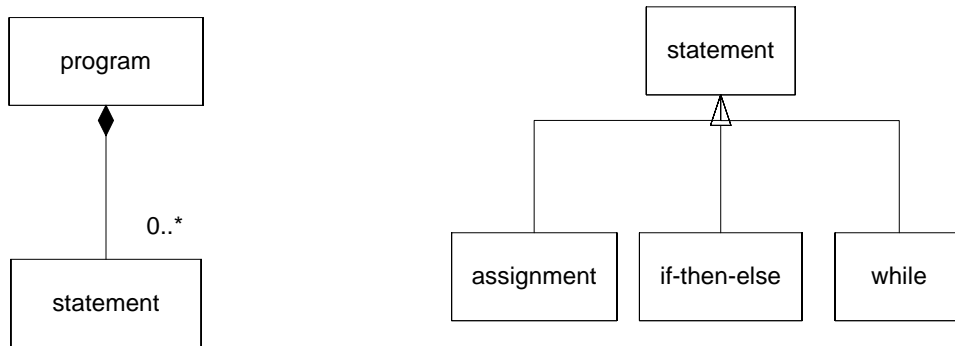 program
0..*
statement
statement
assignment
if-then-else
while